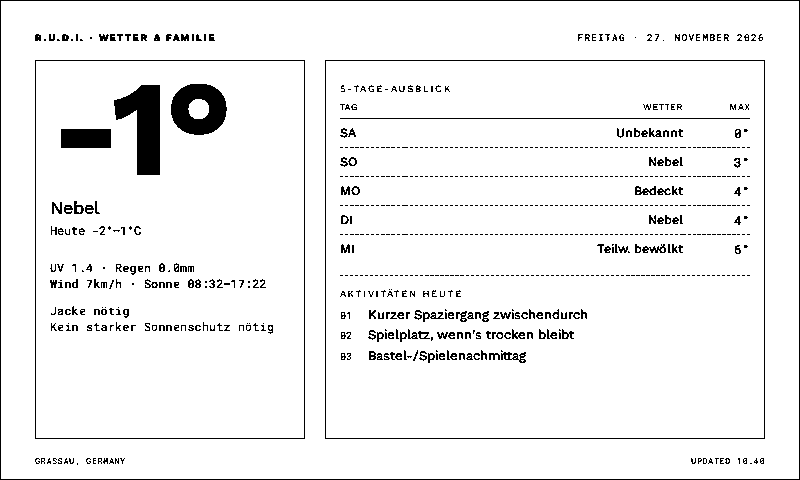 R.U.D.I. · WETTER & FAMILIE
FREITAG · 27. NOVEMBER 2026
-1°
Nebel
Heute -2°–1°C
UV 1.4 · Regen 0.0mm
Wind 7km/h · Sonne 08:32–17:22
Jacke nötig
Kein starker Sonnenschutz nötig
5-TAGE-AUSBLICK
TAG WETTER MAX
SA Unbekannt 0°
SO Nebel 3°
MO Bedeckt 4°
DI Nebel 4°
MI Teilw. bewölkt 6°
AKTIVITÄTEN HEUTE
01 Kurzer Spaziergang zwischendurch
02 Spielplatz, wenn's trocken bleibt
03 Bastel-/Spielenachmittag
GRASSAU, GERMANY
UPDATED 10.40